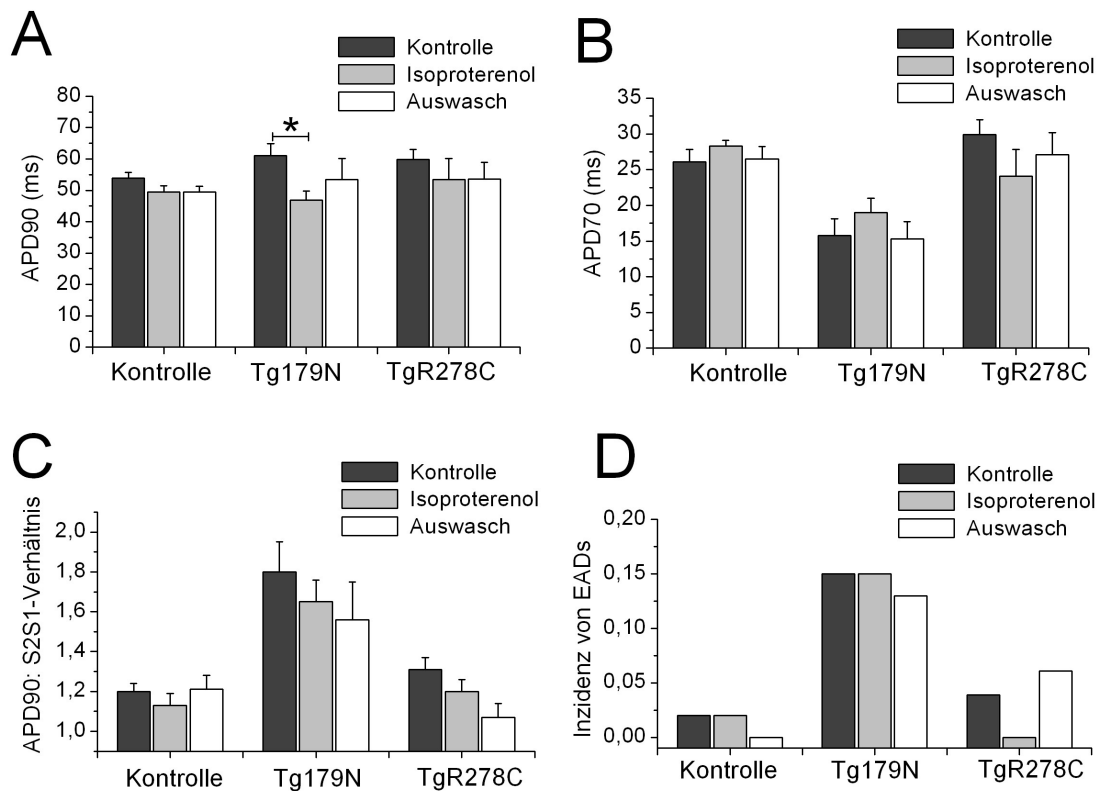 A
Kontrolle
Isoproterenol
Auswasch
80
70
60
50
40
30
20
10
0
APD90 (ms)
*
Kontrolle Tg179N TgR278C
B
Kontrolle
Isoproterenol
Auswasch
35
30
25
20
15
10
5
0
APD70 (ms)
Kontrolle Tg179N TgR278C
C
Kontrolle
Isoproterenol
Auswasch
2,0
1,8
1,6
1,4
1,2
1,0
APD90: S2S1-Verhältnis
Kontrolle Tg179N TgR278C
D
Kontrolle
Isoproterenol
Auswasch
0,20
0,15
0,10
0,05
0,00
Inzidenz von EADs
Kontrolle Tg179N TgR278C